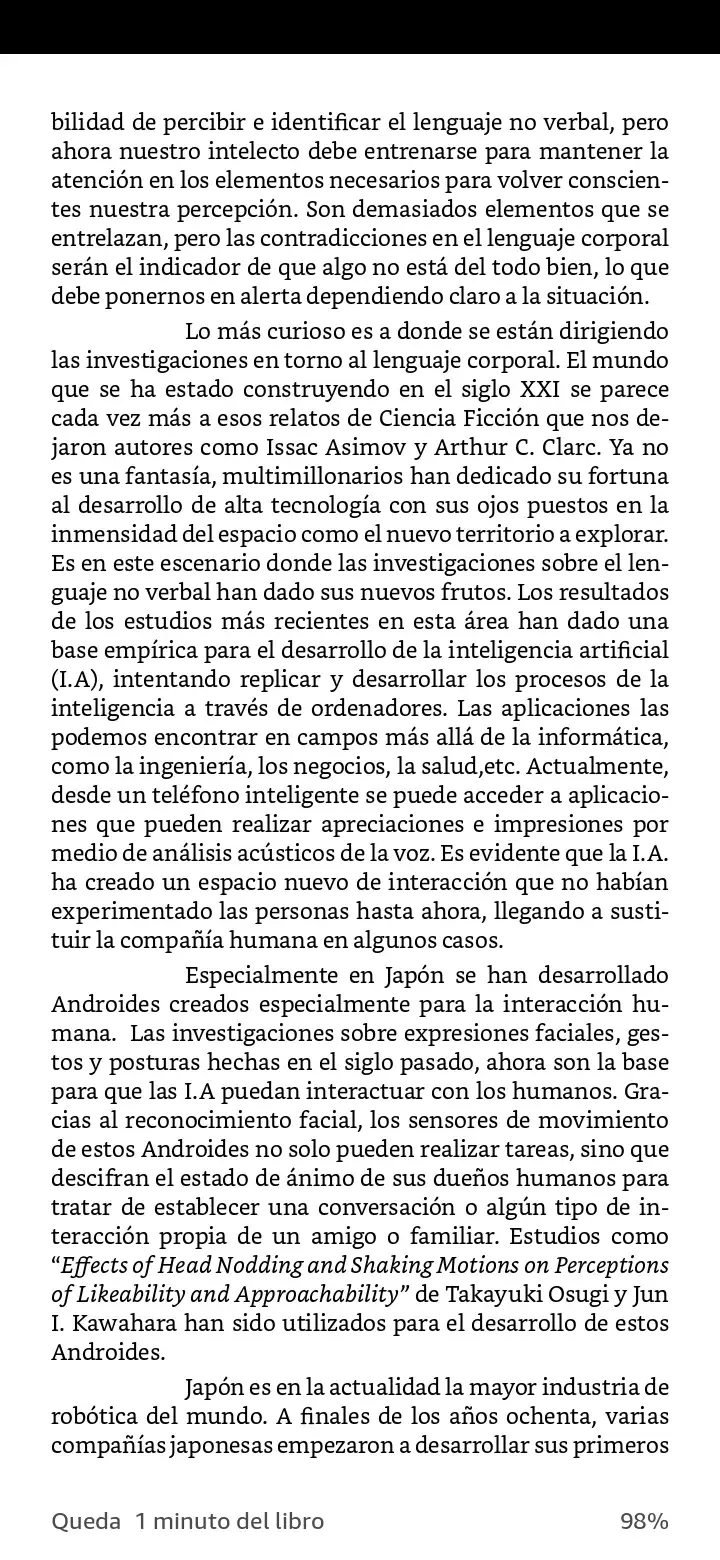 bilidad de percibir e identificar el lenguaje no verbal, pero
ahora nuestro intelecto debe entrenarse para mantener la
atención en los elementos necesarios para volver conscien-
tes nuestra percepción. Son demasiados elementos que se
entrelazan, pero las contradicciones en el lenguaje corporal
serán el indicador de que algo no está del todo bien, lo que
debe ponernos en alerta dependiendo claro a la situación.
Lo más curioso es a donde se están dirigiendo
las investigaciones en torno al lenguaje corporal. El mundo
que se ha estado construyendo en el siglo XXI se parece
cada vez más a esos relatos de Ciencia Ficción que nos de-
jaron autores como Issac Asimov y Arthur C. Clarc. Ya no
es una fantasía, multimillonarios han dedicado su fortuna
al desarrollo de alta tecnología con sus ojos puestos en la
inmensidad del espacio como el nuevo territorio a explorar.
Es en este escenario donde las investigaciones sobre el len-
guaje no verbal han dado sus nuevos frutos. Los resultados
de los estudios más recientes en esta área han dado una
base empírica para el desarrollo de la inteligencia artificial
(I.A), intentando replicar y desarrollar los procesos de la
inteligencia a través de ordenadores. Las aplicaciones las
podemos encontrar en campos más allá de la informática,
como la ingeniería, los negocios, la salud,etc. Actualmente,
desde un teléfono inteligente se puede acceder a aplicacio-
nes que pueden realizar apreciaciones e impresiones por
medio de análisis acústicos de la voz. Es evidente que la I.A.
ha creado un espacio nuevo de interacción que no habían
experimentado las personas hasta ahora, llegando a susti-
tuir la compañía humana en algunos casos.
Especialmente en Japón se han desarrollado
Androides creados especialmente para la interacción hu-
mana. Las investigaciones sobre expresiones faciales, ges-
tos y posturas hechas en el siglo pasado, ahora son la base
para que las I.A puedan interactuar con los humanos. Gra-
cias al reconocimiento facial, los sensores de movimiento
de estos Androides no solo pueden realizar tareas, sino que
descifran el estado de ánimo de sus dueños humanos para
tratar de establecer una conversación o algún tipo de in-
teracción propia de un amigo o familiar. Estudios como
“Effects of Head Nodding and Shaking Motions on Perceptions
of Likeability and Approachability” de Takayuki Osugi y Jun
I. Kawahara han sido utilizados para el desarrollo de estos
Androides.
Japón es en la actualidad la mayor industria de
robótica del mundo. A finales de los años ochenta, varias
compañías japonesas empezaron a desarrollar sus primeros
Queda 1 minuto del libro
98%